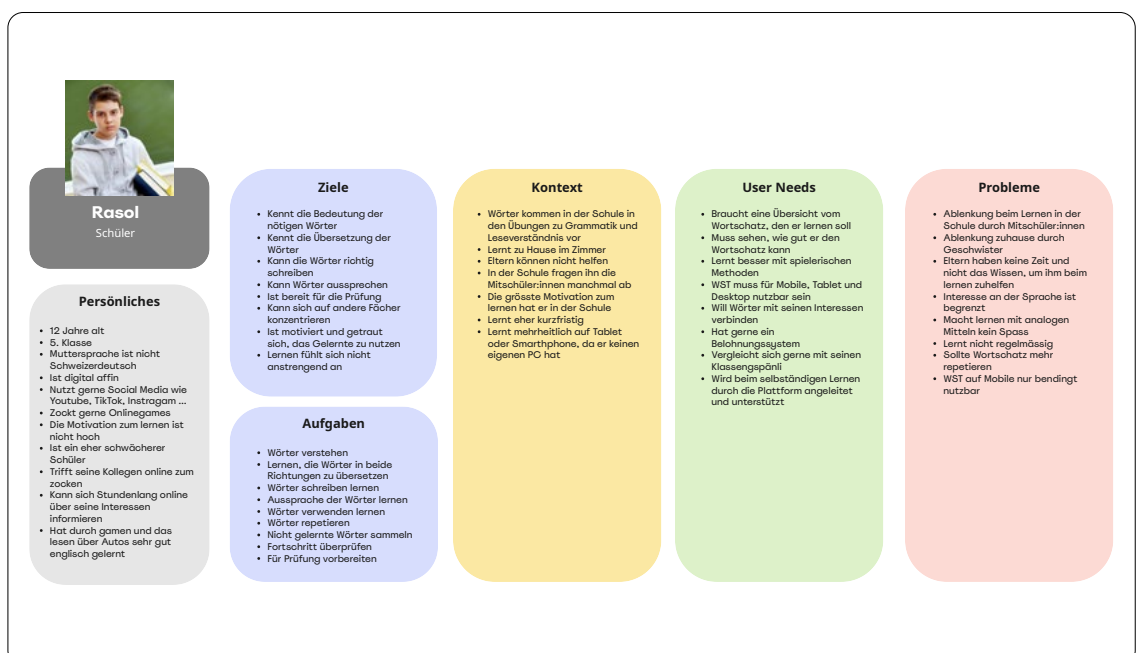 Rasol
Schüler
Persönliches
• 12 Jahre alt
• 5. Klasse
• Muttersprache ist nicht
Schweizerdeutsch
• Ist digital affin
• Nutzt gerne Social Media wie
Youtube, TikTok, Instragam ...
• Zockt gerne Onlinegames
• Die Motivation zum lernen ist
nicht hoch
• Ist ein eher schwächerer
Schüler
• Trifft seine Kollegen online zum
zocken
• Kann sich Stundenlang online
über seine Interessen
informieren
• Hat durch gamen und das
lesen über Autos sehr gut
englisch gelernt
Ziele
• Kennt die Bedeutung der
nötigen Wörter
• Kennt die Übersetzung der
Wörter
• Kann die Wörter richtig
schreiben
• Kann Wörter aussprechen
• Ist bereit für die Prüfung
• Kann sich auf andere Fächer
konzentrieren
• Ist motiviert und getraut
sich, das Gelernte zu nutzen
• Lernen fühlt sich nicht
anstrengend an
Aufgaben
• Wörter verstehen
• Lernen, die Wörter in beide
Richtungen zu übersetzen
• Wörter schreiben lernen
• Aussprache der Wörter lernen
• Wörter verwenden lernen
• Wörter repetieren
• Nicht gelernte Wörter sammeln
• Fortschritt überprüfen
• Für Prüfung vorbereiten
Kontext
• Wörter kommen in der Schule in
den Übungen zu Grammatik und
Leseverständnis vor
• Lernt zu Hause im Zimmer
• Eltern können nicht helfen
• In der Schule fragen ihn die
Mitschüler:innen manchmal ab
• Die grösste Motivation zum
lernen hat er in der Schule
• Lernt eher kurzfristig
• Lernt mehrheitlich auf Tablet
oder Smartphone, da er keinen
eigenen PC hat
User Needs
• Braucht eine Übersicht vom
Wortschatz, den er lernen soll
• Muss sehen, wie gut er den
Wortschatz kann
• Lernt besser mit spielerischen
Methoden
• WST muss für Mobile, Tablet und
Desktop nutzbar sein
• Will Wörter mit seinen Interessen
verbinden
• Hat gerne ein
Belohnungssystem
• Vergleicht sich gerne mit seinen
Klassengspänli
• Wird beim selbständigen Lernen
durch die Plattform angeleitet
und unterstützt
Probleme
• Ablenkung beim Lernen in der
Schule durch Mitschüler:innen
• Ablenkung zuhause durch
Geschwister
• Eltern haben keine Zeit und
nicht das Wissen, um ihm beim
lernen zuhelfen
• Interesse an der Sprache ist
begrenzt
• Macht lernen mit analogen
Mitteln kein Spass
• Lernt nicht regelmässig
• Sollte Wortschatz mehr
repetieren
• WST auf Mobile nur bendingt
nutzbar